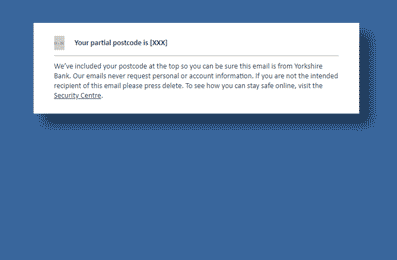 Your partial postcode is [XXX]
We've included your postcode at the top so you can be sure this email is from Yorkshire
Bank. Our emails never request personal or account information. If you are not the intended
recipient of this email please press delete. To see how you can stay safe online, visit the
Security Centre.